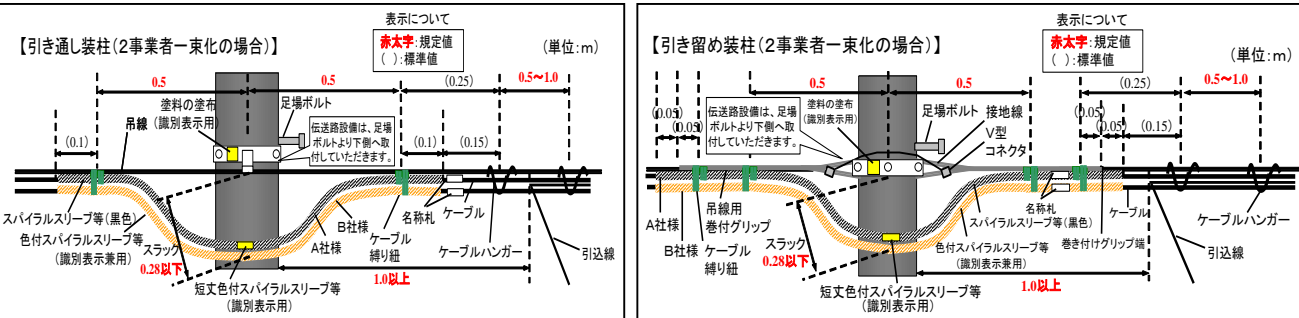 【引き通し装柱(2事業者一束化の場合)】
表示について
赤太字:規定値
( ):標準値
(単位:m)
0.5
0.5
(0.25)
0.5~1.0
塗料の塗布
(識別表示用)
足場ボルト
吊線
(0.1)
伝送路設備は、足場
ボルトより下側へ取
付していただきます。
(0.1)
(0.15)
スパイラルスリーブ等(黒色)
色付スパイラルスリーブ等
(識別表示兼用)
スラック
0.28以下
A社様
B社様
ケーブル
縛り紐
名称札
ケーブル
ケーブルハンガー
引込線
1.0以上
短丈色付スパイラルスリーブ等
(識別表示用)
【引き留め装柱(2事業者一束化の場合)】
表示について
赤太字:規定値
( ):標準値
(単位:m)
0.5
0.5
(0.25)
0.5~1.0
(0.05)
(0.05)
伝送路設備は、足場
ボルトより下側へ取
付していただきます。
塗料の塗布
(識別表示用)
足場ボルト
接地線
V型
コネクタ
(0.05)
(0.15)
A社様
B社様
ケーブル
縛り紐
吊線用
巻付グリップ
スラック
0.28以下
名称札
スパイラルスリーブ等(黒色)
色付スパイラルスリーブ等
(識別表示兼用)
巻き付けグリップ端
ケーブル
ケーブルハンガー
引込線
1.0以上
短丈色付スパイラルスリーブ等
(識別表示用)